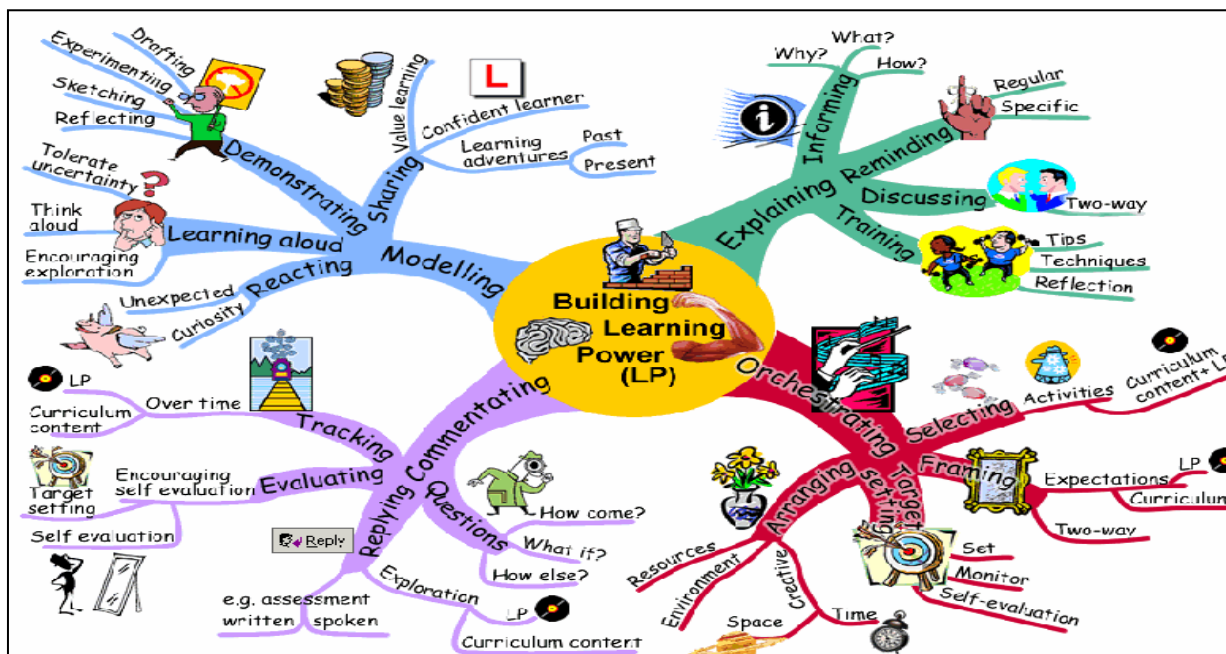 Building
Learning
Power
(LP)
Modelling
Demonstrating
Drafting
Experimenting
Sketching
Reflecting
Sharing
Value learning
Confident learner
Learning
adventures
Past
Present
Learning aloud
Tolerate
uncertainty
Think
aloud
Encouraging
exploration
Reacting
Unexpected
Curiosity
L
Explaining
Informing
Why?
What?
How?
i
Reminding
Regular
Specific
Discussing
Two-way
Training
Tips
Techniques
Reflection
Orchestrating
Selecting
Activities
Curriculum
content+ LP
Framing
Expectations
LP
Curriculum
Two-way
Target
setting
Set
Monitor
Self-evaluation
Arranging
Resources
Environment
Creative
Space
Time
Commentating
Tracking
Over time
LP
Curriculum
content
Evaluating
Encouraging
self evaluation
Target
setting
Self evaluation
Replying
Reply
e.g. assessment
written
spoken
Exploration
LP
Curriculum content
Questions
How come?
What if?
How else?